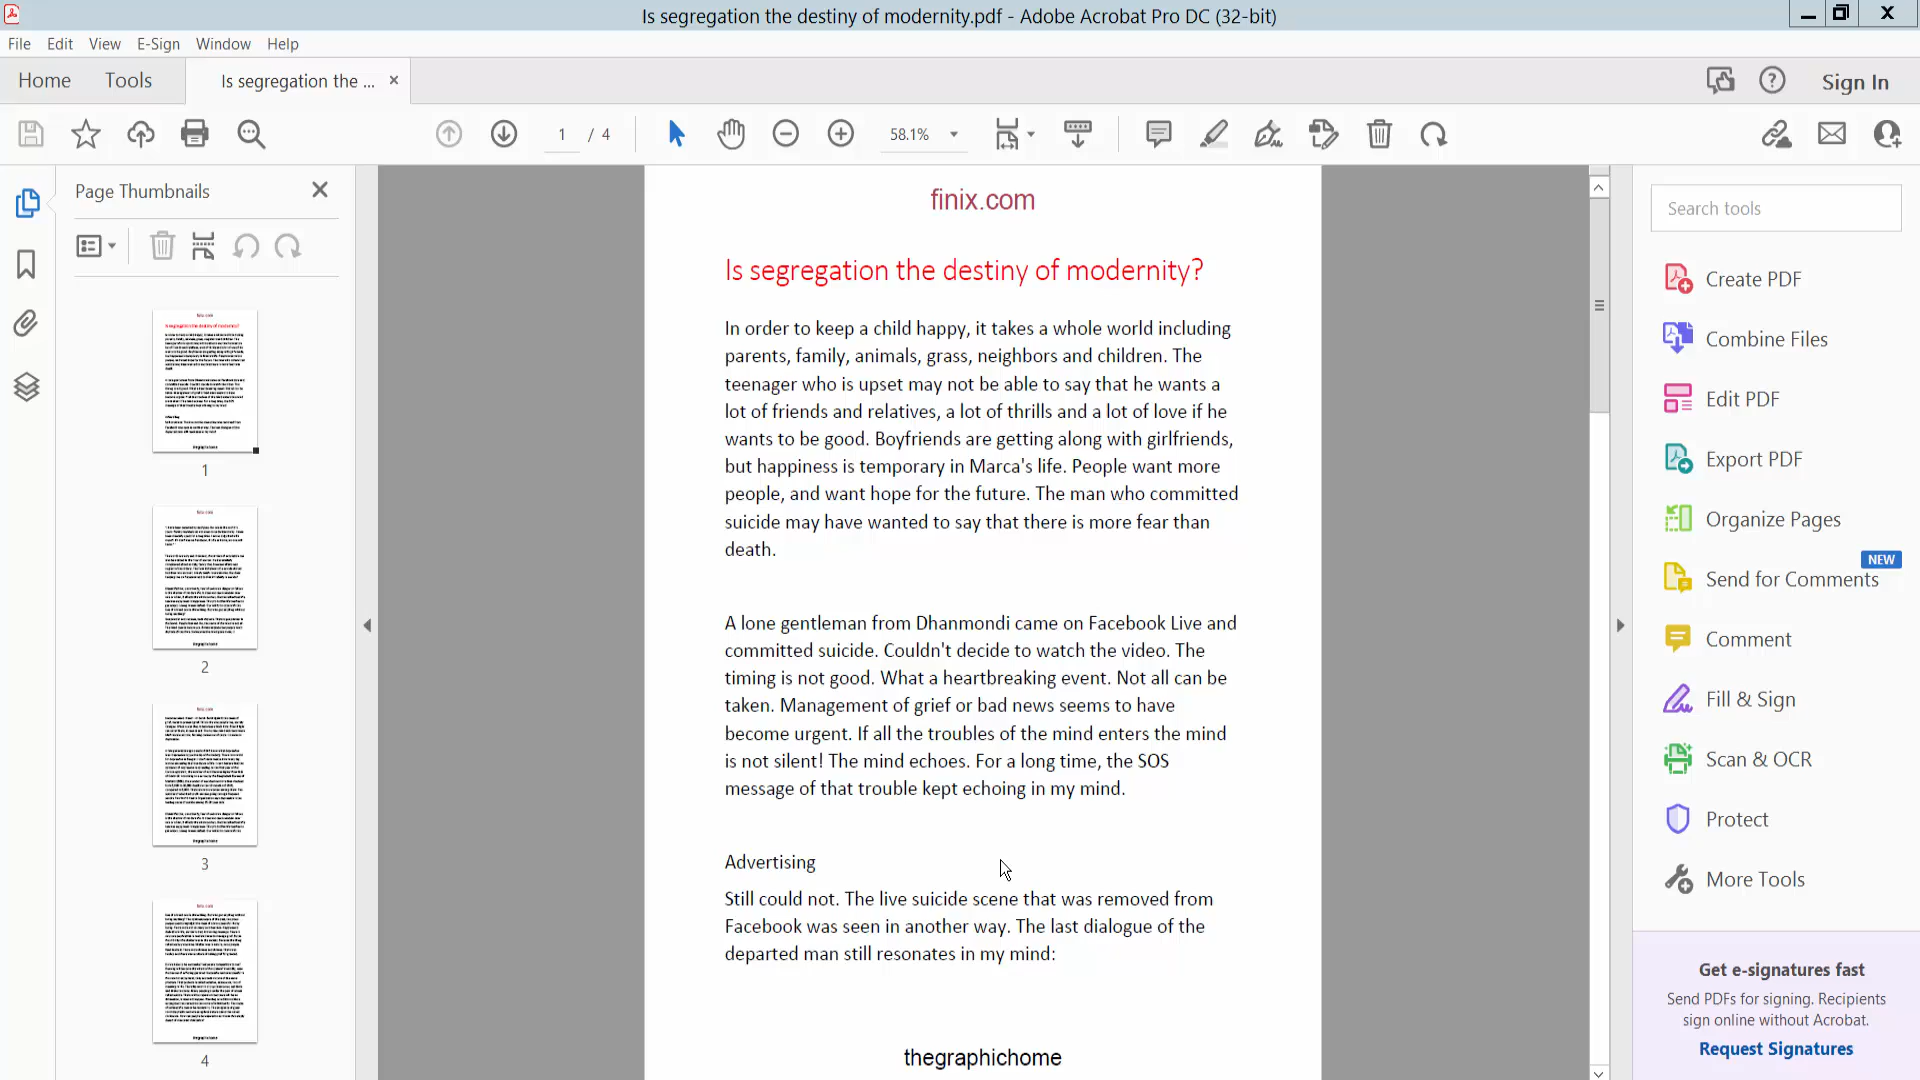 Is segregation the destiny of modernity.pdf - Adobe Acrobat Pro DC (32-bit)
File Edit View E-Sign Window Help
Home Tools Is segregation the ... Sign In
1 / 4 58.1%
Page Thumbnails
1
2
3
4
finix.com
Is segregation the destiny of modernity?
In order to keep a child happy, it takes a whole world including
parents, family, animals, grass, neighbors and children. The
teenager who is upset may not be able to say that he wants a
lot of friends and relatives, a lot of thrills and a lot of love if he
wants to be good. Boyfriends are getting along with girlfriends,
but happiness is temporary in Marca's life. People want more
people, and want hope for the future. The man who committed
suicide may have wanted to say that there is more fear than
death.
A lone gentleman from Dhanmondi came on Facebook Live and
committed suicide. Couldn't decide to watch the video. The
timing is not good. What a heartbreaking event. Not all can be
taken. Management of grief or bad news seems to have
become urgent. If all the troubles of the mind enters the mind
is not silent! The mind echoes. For a long time, the SOS
message of that trouble kept echoing in my mind.
Advertising
Still could not. The live suicide scene that was removed from
Facebook was seen in another way. The last dialogue of the
departed man still resonates in my mind:
thegraphichome
Search tools
Create PDF
Combine Files
Edit PDF
Export PDF
Organize Pages
NEW
Send for Comments
Comment
Fill & Sign
Scan & OCR
Protect
More Tools
Get e-signatures fast
Send PDFs for signing. Recipients
sign online without Acrobat.
Request Signatures